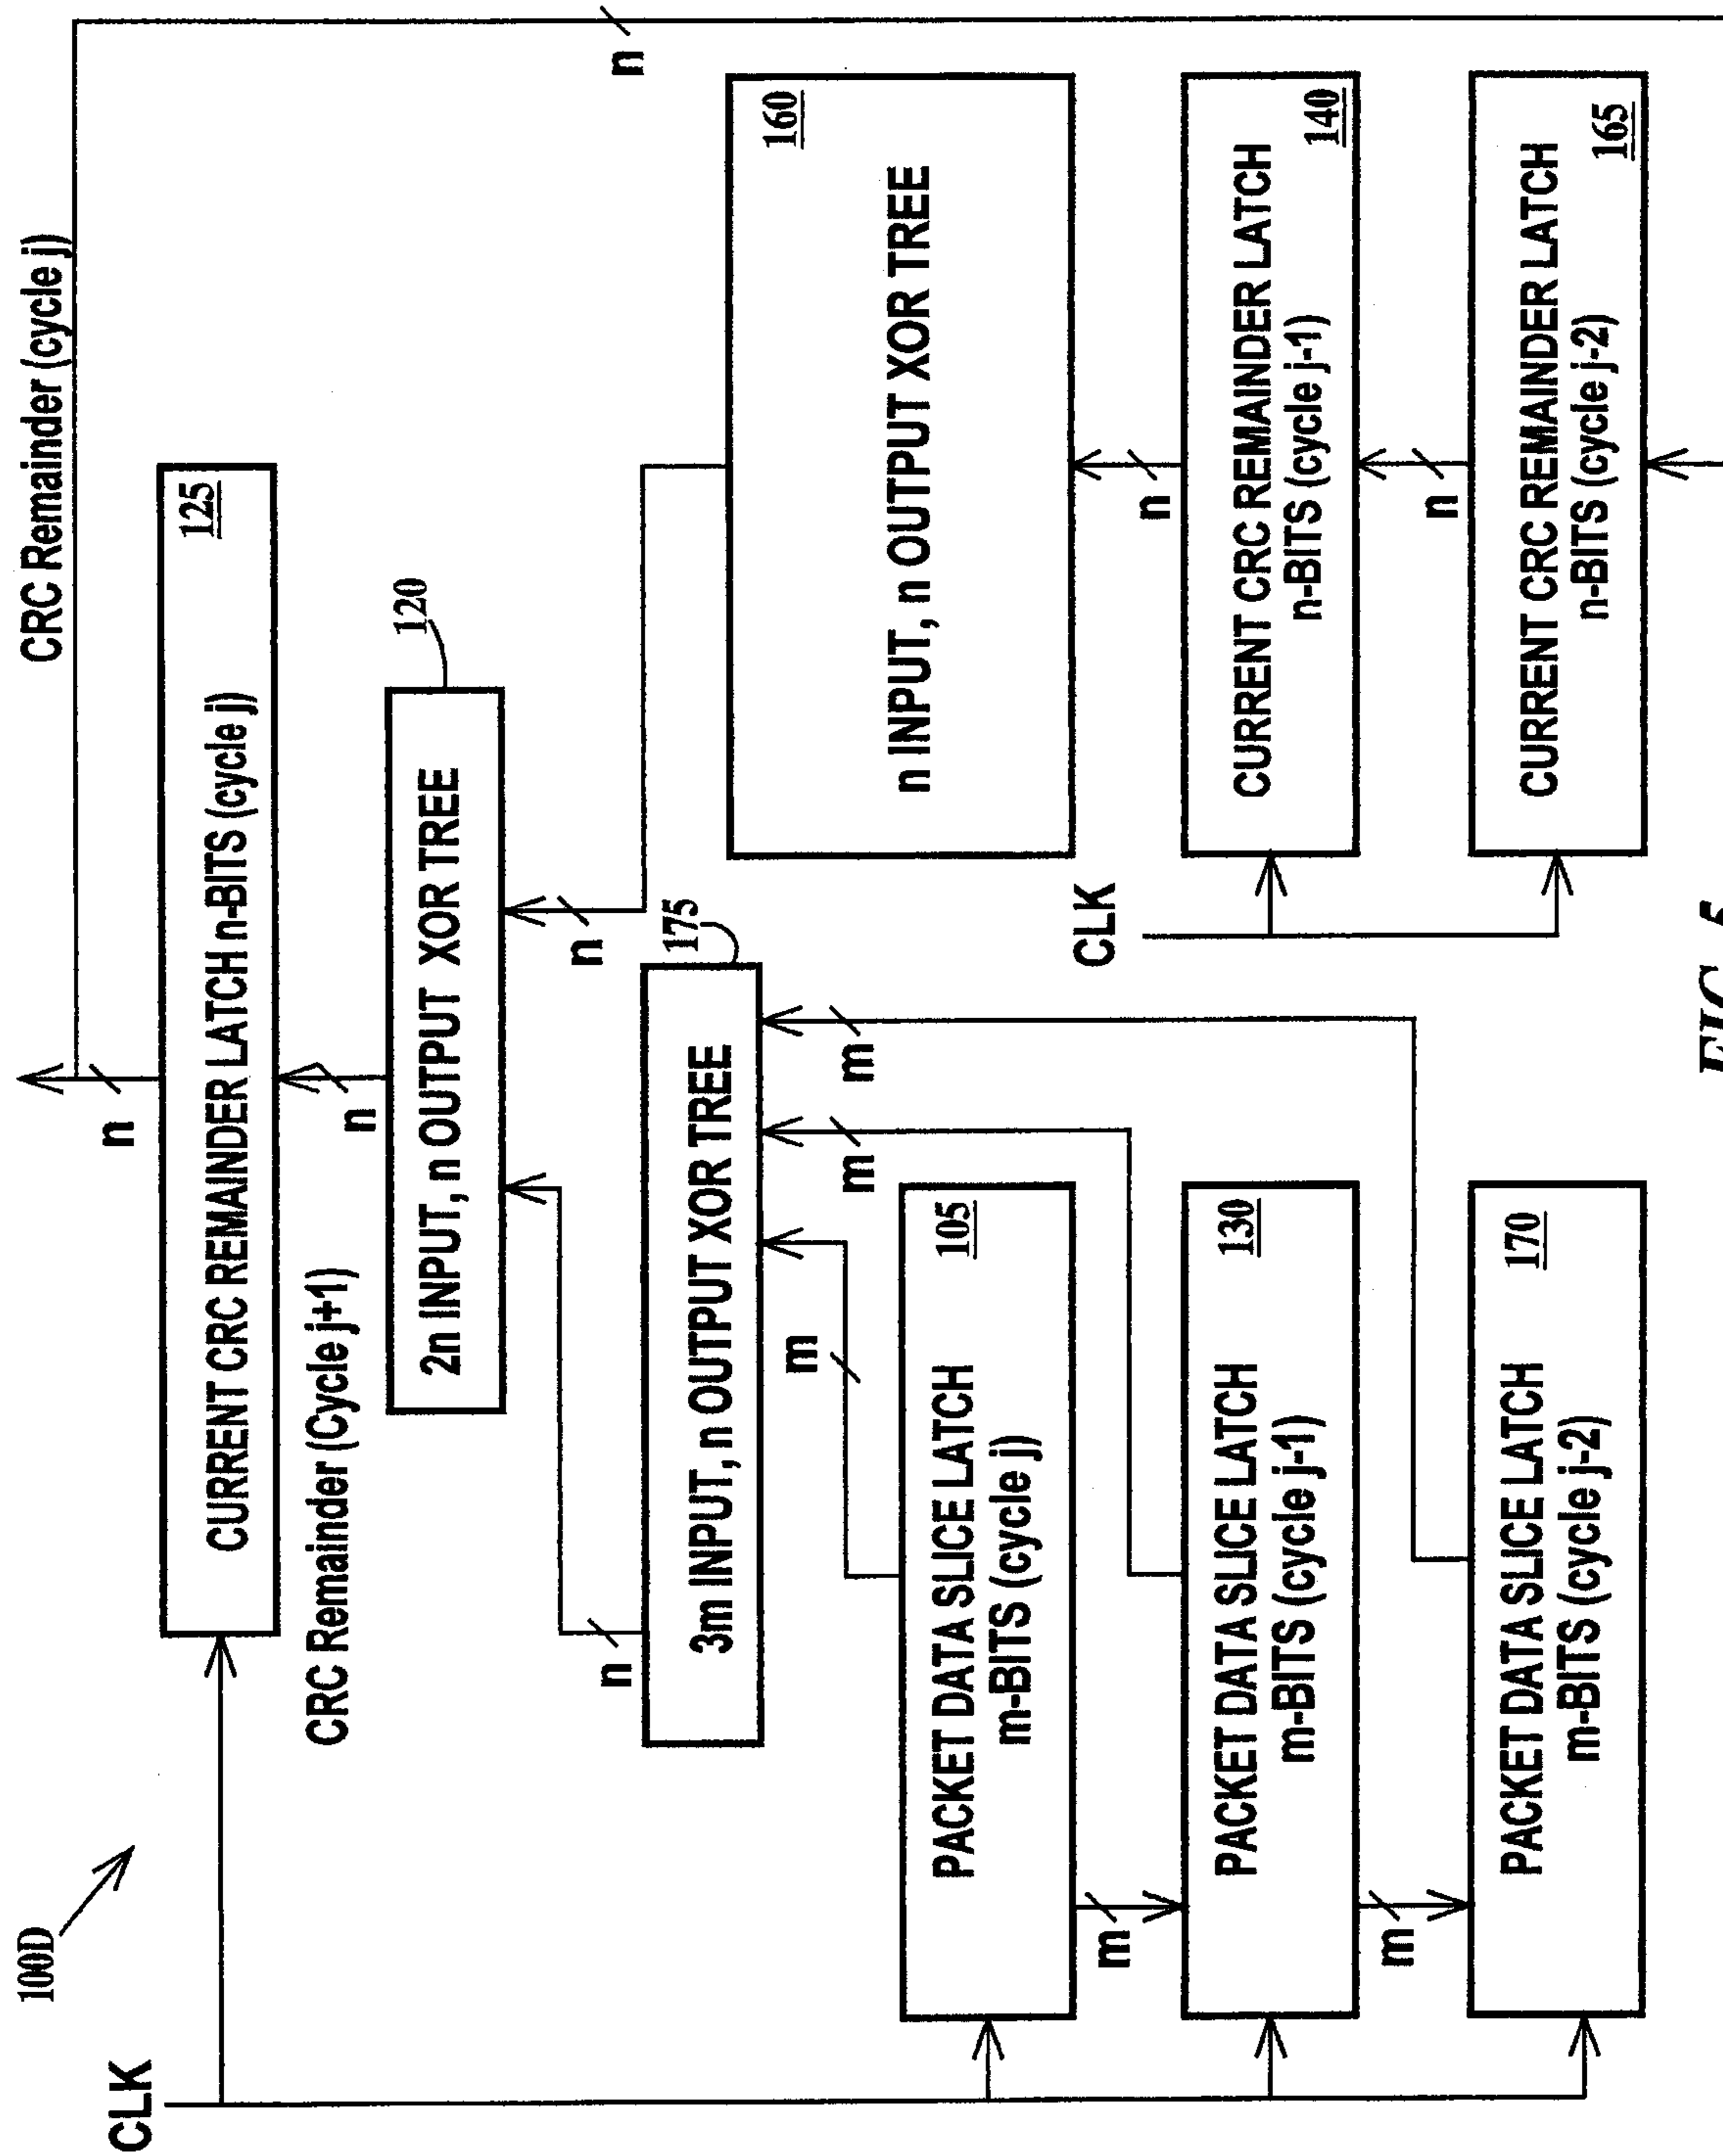 100D
CLK
CRC Remainder (cycle j)
n
n
CURRENT CRC REMAINDER LATCH n-BITS (cycle j)
125
CRC Remainder (Cycle j+1)
n
2n INPUT, n OUTPUT XOR TREE
120
n
n
3m INPUT, n OUTPUT XOR TREE
175
m
m
m
PACKET DATA SLICE LATCH
m-BITS (cycle j)
105
m
PACKET DATA SLICE LATCH
m-BITS (cycle j-1)
130
m
PACKET DATA SLICE LATCH
m-BITS (cycle j-2)
170
n INPUT, n OUTPUT XOR TREE
160
n
CLK
CURRENT CRC REMAINDER LATCH
n-BITS (cycle j-1)
140
n
CURRENT CRC REMAINDER LATCH
n-BITS (cycle j-2)
165